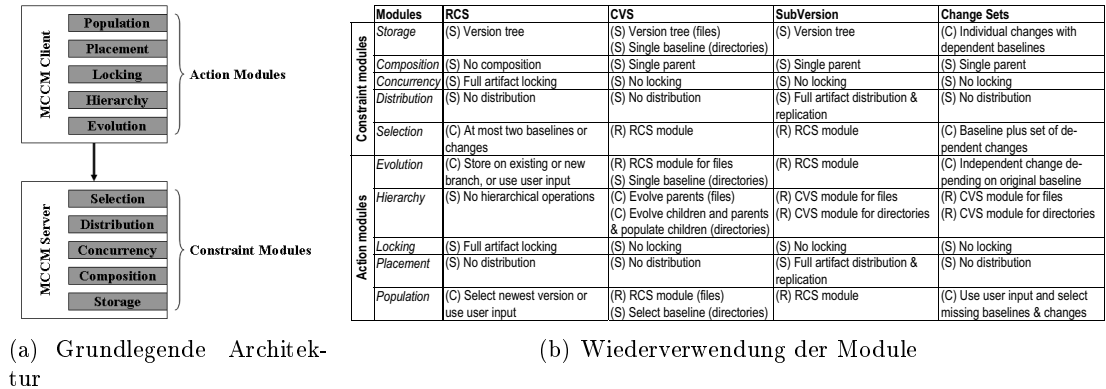 MCCM Client
Population
Placement
Locking
Hierarchy
Evolution
Action Modules
MCCM Server
Selection
Distribution
Concurrency
Composition
Storage
Constraint Modules
(a) Grundlegende Architek-
tur
Modules RCS CVS SubVersion Change Sets
Constraint modules
Storage (S) Version tree (S) Version tree (files) (S) Version tree (C) Individual changes with
(S) Single baseline (directories) dependent baselines
Composition (S) No composition (S) Single parent (S) Single parent (S) Single parent
Concurrency (S) Full artifact locking (S) No locking (S) No locking (S) No locking
Distribution (S) No distribution (S) No distribution (S) Full artifact distribution & (S) No distribution
replication
Selection (C) At most two baselines or (R) RCS module (R) RCS module (C) Baseline plus set of de-
changes pendent changes
Action modules
Evolution (C) Store on existing or new (R) RCS module for files (R) RCS module (C) Independent change de-
branch, or use user input (S) Single baseline (directories) pending on original baseline
Hierarchy (S) No hierarchical operations (C) Evolve parents (files) (R) CVS module for files (R) CVS module for files
(C) Evolve children and parents (R) CVS module for directories (R) CVS module for directories
& populate children (directories)
Locking (S) Full artifact locking (S) No locking (S) No locking (S) No locking
Placement (S) No distribution (S) No distribution (S) Full artifact distribution & (S) No distribution
replication
Population (C) Select newest version or (R) RCS module (files) (R) RCS module (C) Use user input and select
use user input (S) Select baseline (directories) missing baselines & changes
(b) Wiederverwendung der Module